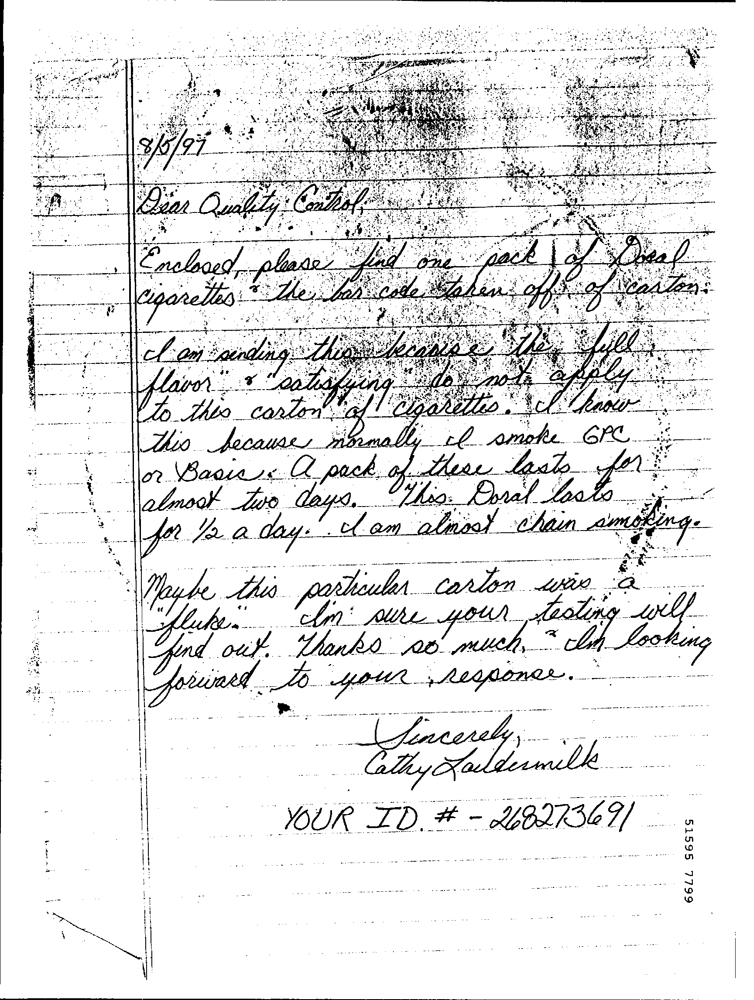 8/5/97
Dear Quality Control,
Enclosed, please find one pack of Doral
cigarettes & the bar code taken off of carton.
I am sending this because the "full
flavor" & "satisfying" do not apply
to this carton of cigarettes. I know
this because normally I smoke GPC
or Basic. A pack of these lasts for
almost two days. This Doral lasts
for 1/2 a day. I am almost chain smoking.
Maybe this particular carton was a
"fluke." I'm sure your testing will
find out. Thanks so much, & I'm looking
forward to your response.
Sincerely,
Cathy Laudermilk
YOUR ID. # - 268273691
51595 7799